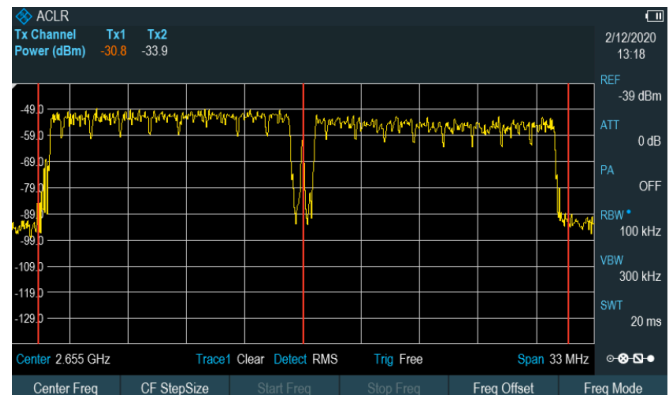 ACLR
Tx Channel Tx1 Tx2
Power (dBm) -30.8 -33.9
2/12/2020
13:18
REF
-39 dBm
ATT
0 dB
PA
OFF
RBW
100 kHz
VBW
300 kHz
SWT
20 ms
-49.0
-59.0
-69.0
-79.0
-89.0
-99.0
-109.0
-119.0
-129.0
Center 2.655 GHz Trace1 Clear Detect RMS Trig Free Span 33 MHz
Center Freq CF StepSize Start Freq Stop Freq Freq Offset Freq Mode